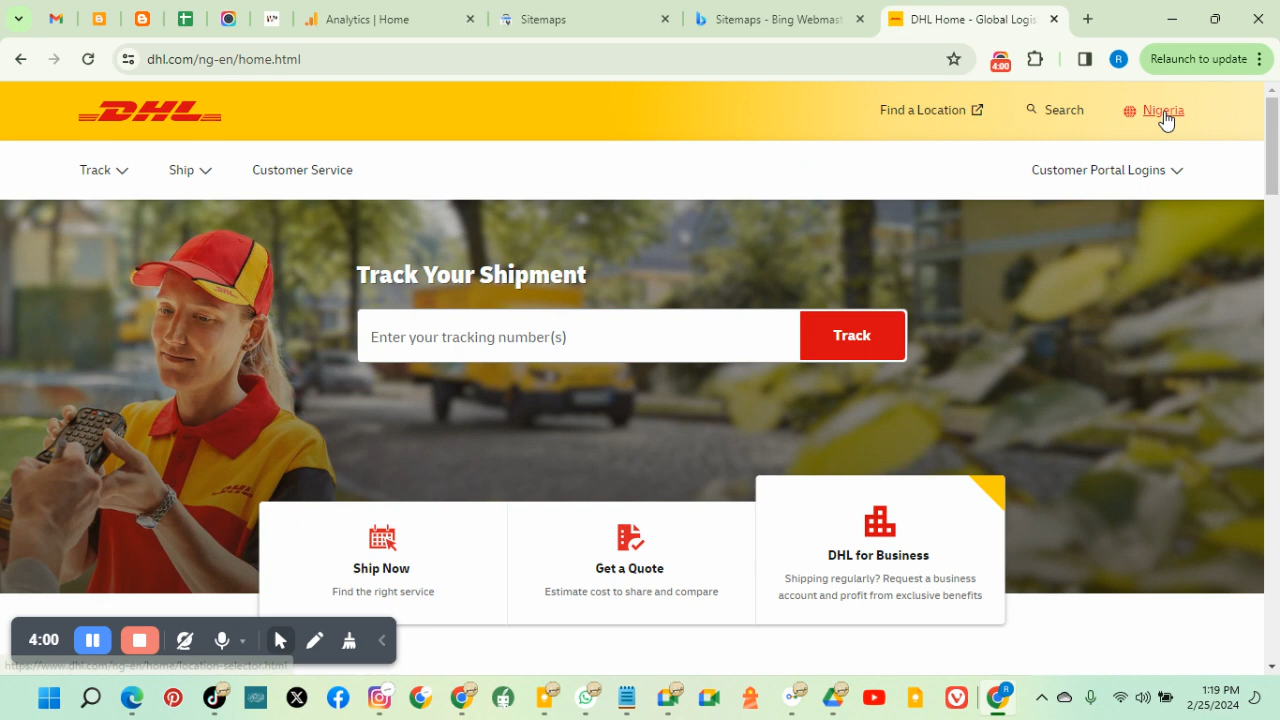 Analytics | Home
Sitemaps
Sitemaps - Bing Webmast
DHL Home - Global Logis
dhl.com/ng-en/home.html
4:00
R
Relaunch to update
DHL
Find a Location
Search
Nigeria
Track
Ship
Customer Service
Customer Portal Logins
Track Your Shipment
Enter your tracking number(s)
Track
DHL
DHL
Ship Now
Find the right service
Get a Quote
Estimate cost to share and compare
DHL for Business
Shipping regularly? Request a business
account and profit from exclusive benefits
4:00
https://www.dhl.com/ng-en/home/location-selector.html
R
1:19 PM
2/25/2024